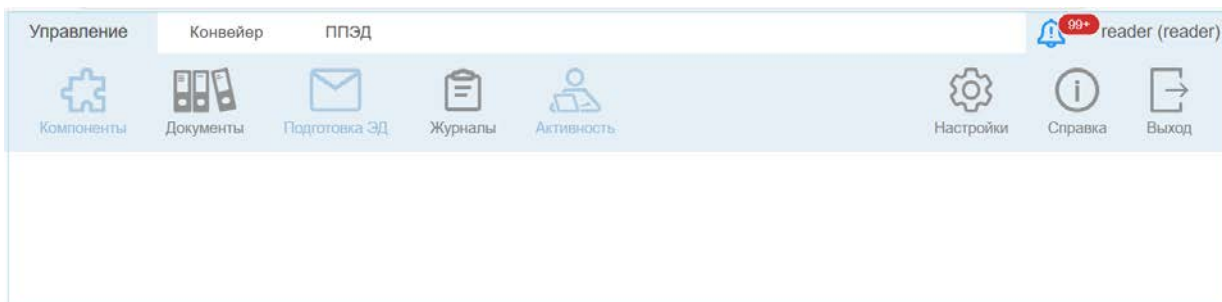 Управление Конвейер ППЭД 99+ reader (reader)
Компоненты Документы Подготовка ЭД Журналы Активность Настройки Справка Выход